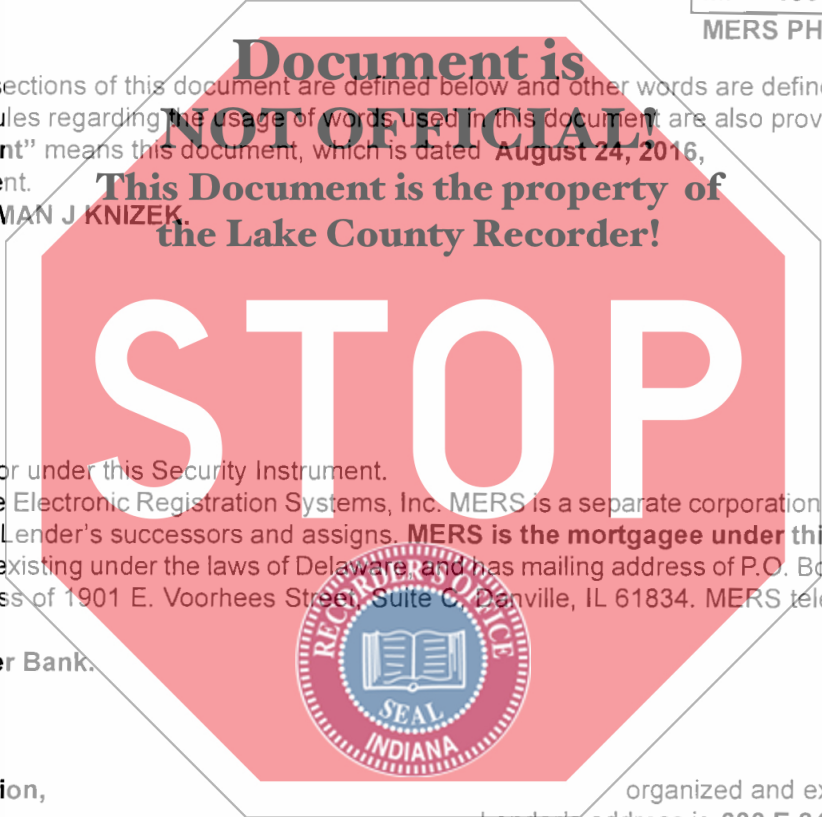 MERS PH
Document is
ections of this document are defined below and other words are define
les regarding the usage of words used in this document are also prov
NOT OFFICIAL!
nt” means this document, which is dated August 24, 2016,
nt.
This Document is the property of
MAN J KNIZEK.
the Lake County Recorder!
STOP
or under this Security Instrument.
e Electronic Registration Systems, Inc. MERS is a separate corporation
Lender's successors and assigns. MERS is the mortgagee under thi
existing under the laws of Delaware, and has mailing address of P.O. Bo
ss of 1901 E. Voorhees Street, Suite C, Danville, IL 61834. MERS tel
RECORDER'S OFFICE
er Bank.
SEAL
INDIANA
ion,
organized and ex